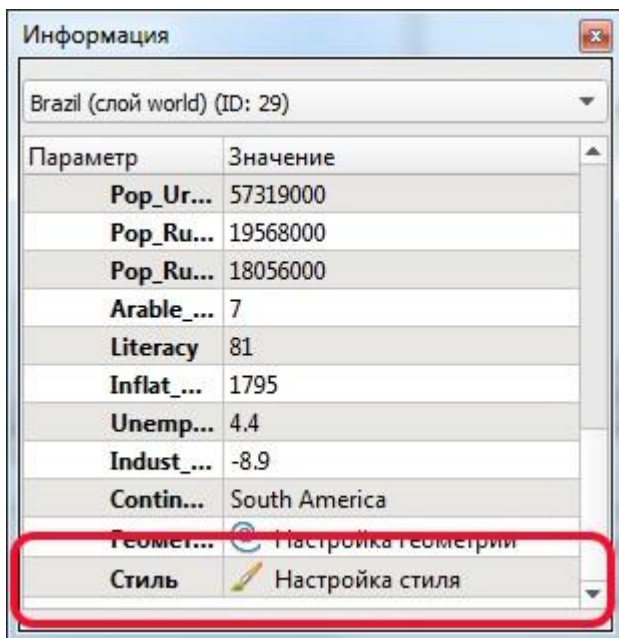 Информация
Brazil (слой world) (ID: 29)
Параметр Значение
Pop_Ur... 57319000
Pop_Ru... 19568000
Pop_Ru... 18056000
Arable_... 7
Literacy 81
Inflat_... 1795
Unemp... 4.4
Indust_... -8.9
Contin... South America
Геомет... Настройка геометрии
Стиль Настройка стиля